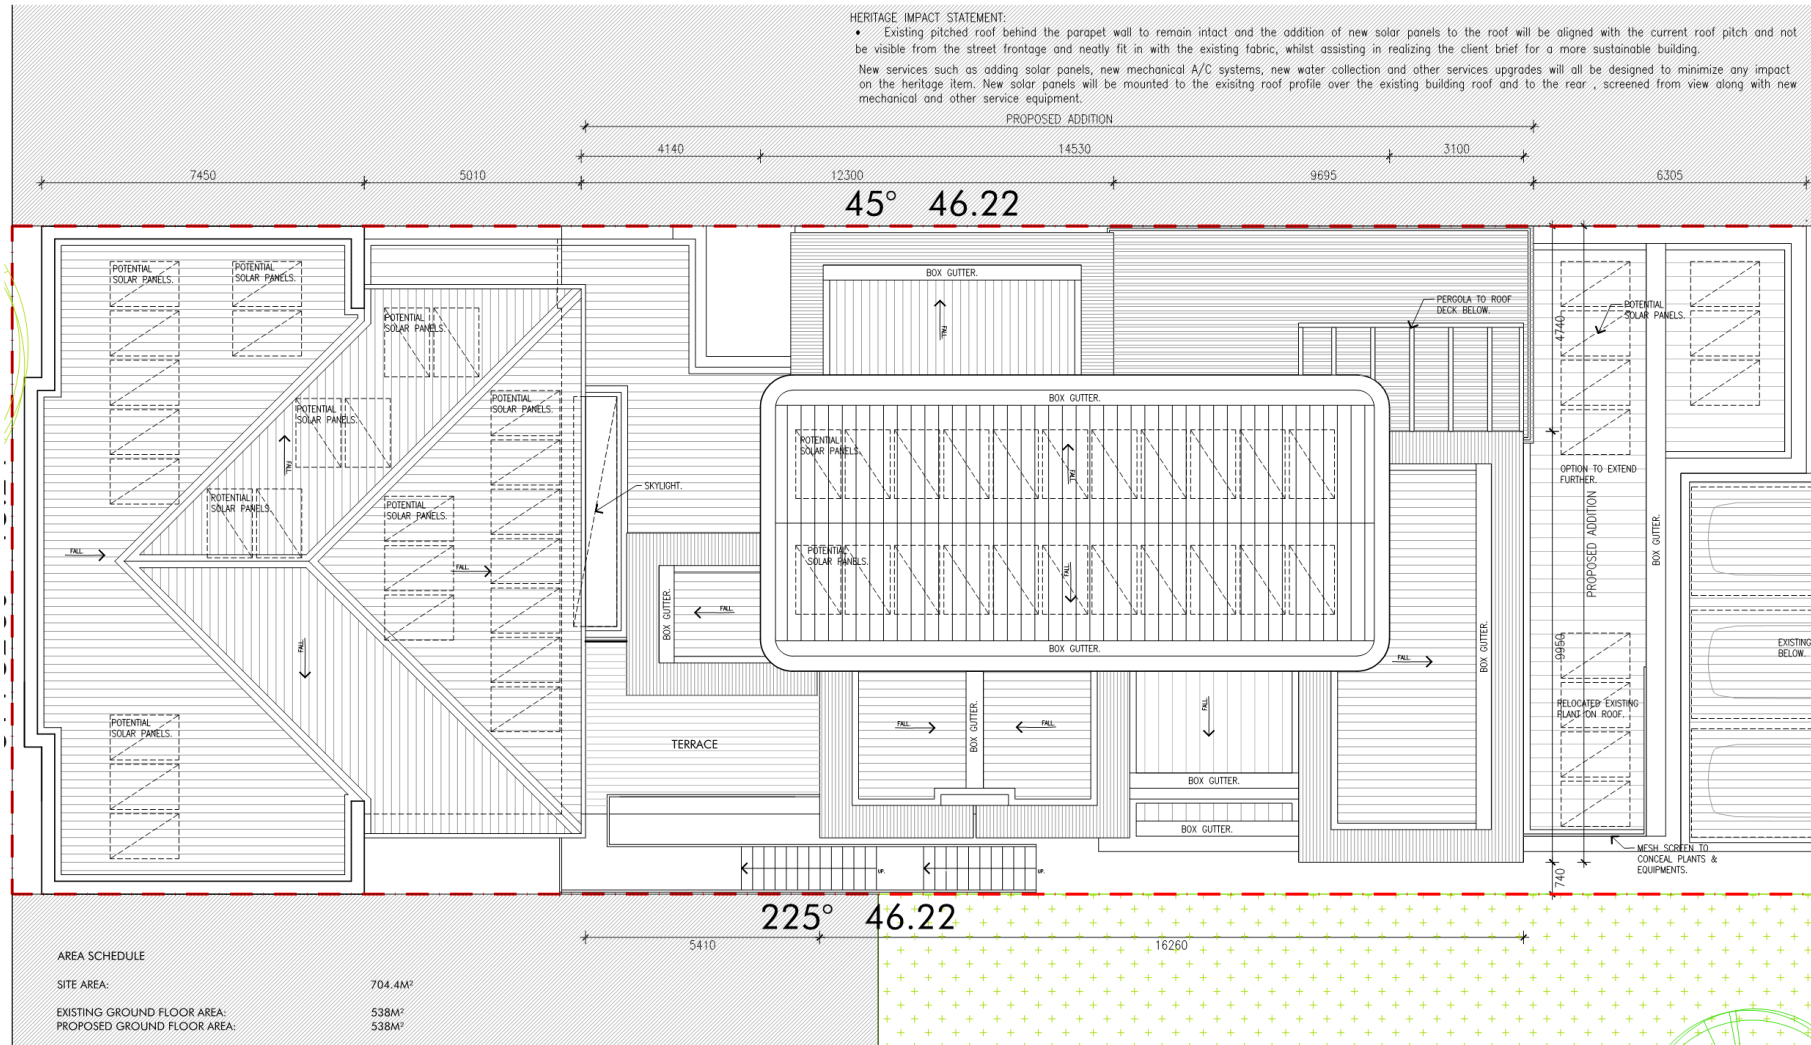 HERITAGE IMPACT STATEMENT:
• Existing pitched roof behind the parapet wall to remain intact and the addition of new solar panels to the roof will be aligned with the current roof pitch and not
be visible from the street frontage and neatly fit in with the existing fabric, whilst assisting in realizing the client brief for a more sustainable building.
New services such as adding solar panels, new mechanical A/C systems, new water collection and other services upgrades will all be designed to minimize any impact
on the heritage item. New solar panels will be mounted to the exisitng roof profile over the existing building roof and to the rear , screened from view along with new
mechanical and other service equipment.
PROPOSED ADDITION
4140
14530
3100
7450
5010
12300
9695
6305
45° 46.22
POTENTIAL
SOLAR PANELS.
POTENTIAL
SOLAR PANELS.
BOX GUTTER.
PERGOLA TO ROOF
DECK BELOW.
POTENTIAL
SOLAR PANELS.
POTENTIAL
SOLAR PANELS.
FALL
4740
POTENTIAL
SOLAR PANELS.
BOX GUTTER.
POTENTIAL
SOLAR PANELS.
POTENTIAL
SOLAR PANELS.
FALL
FALL
OPTION TO EXTEND
FURTHER.
SKYLIGHT.
POTENTIAL
SOLAR PANELS.
POTENTIAL
SOLAR PANELS.
PROPOSED ADDITION
BOX GUTTER.
FALL
FALL
POTENTIAL
SOLAR PANELS.
FALL
BOX GUTTER.
FALL
FALL
BOX GUTTER.
FALL
BOX GUTTER.
9950
EXISTING
BELOW.
RELOCATED EXISTING
PLANT ON ROOF.
POTENTIAL
SOLAR PANELS.
TERRACE
FALL
BOX GUTTER.
FALL
FALL
BOX GUTTER.
BOX GUTTER.
MESH SCREEN TO
CONCEAL PLANTS &
EQUIPMENTS.
UP.
UP.
740
225° 46.22
5410
16260
AREA SCHEDULE
SITE AREA: 704.4M²
EXISTING GROUND FLOOR AREA: 538M²
PROPOSED GROUND FLOOR AREA: 538M²